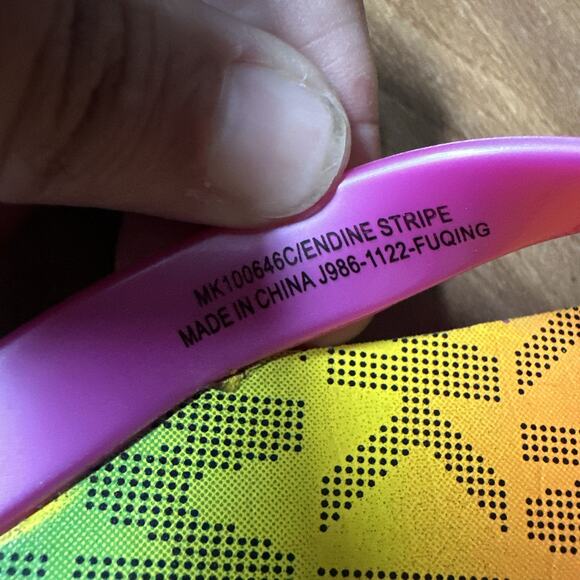 MK100646C/ENDINE STRIPE
MADE IN CHINA J986-1122-FUQING